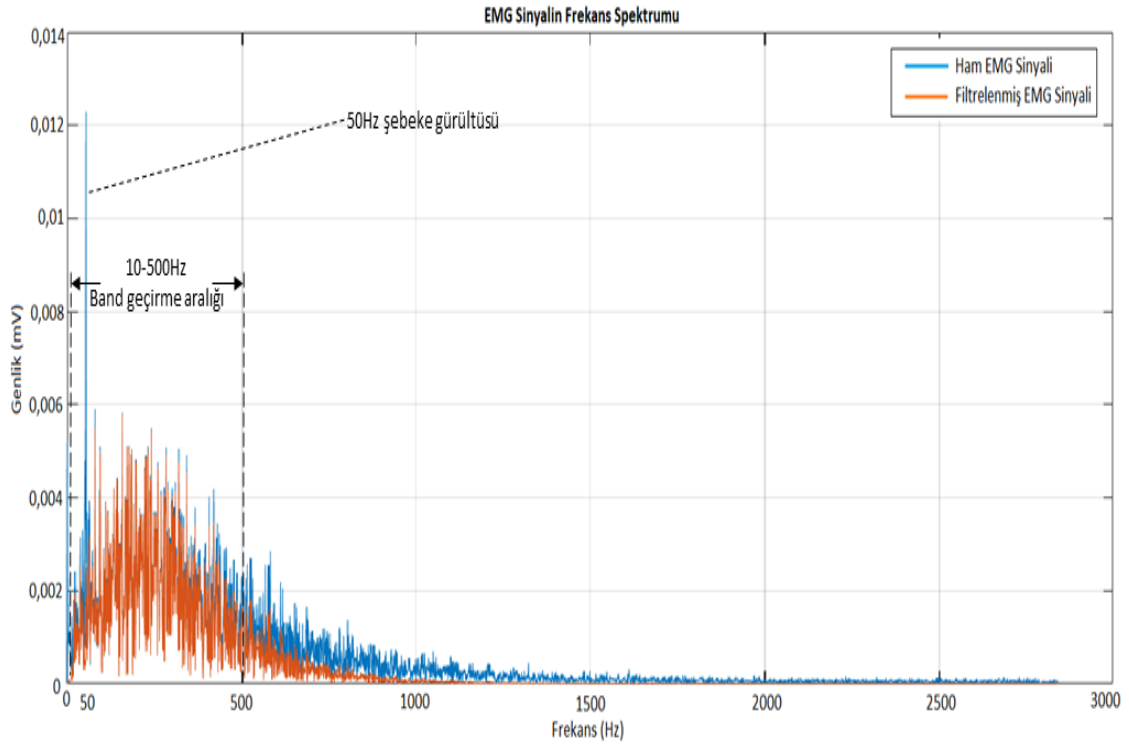 EMG Sinyalin Frekans Spektrumu
Ham EMG Sinyali
Filtrelenmiş EMG Sinyali
50Hz şebeke gürültüsü
10-500Hz
Band geçirme aralığı
Genlik (mV)
0,014
0,012
0,01
0,008
0,006
0,004
0,002
0
0 50 500 1000 1500 2000 2500 3000
Frekans (Hz)